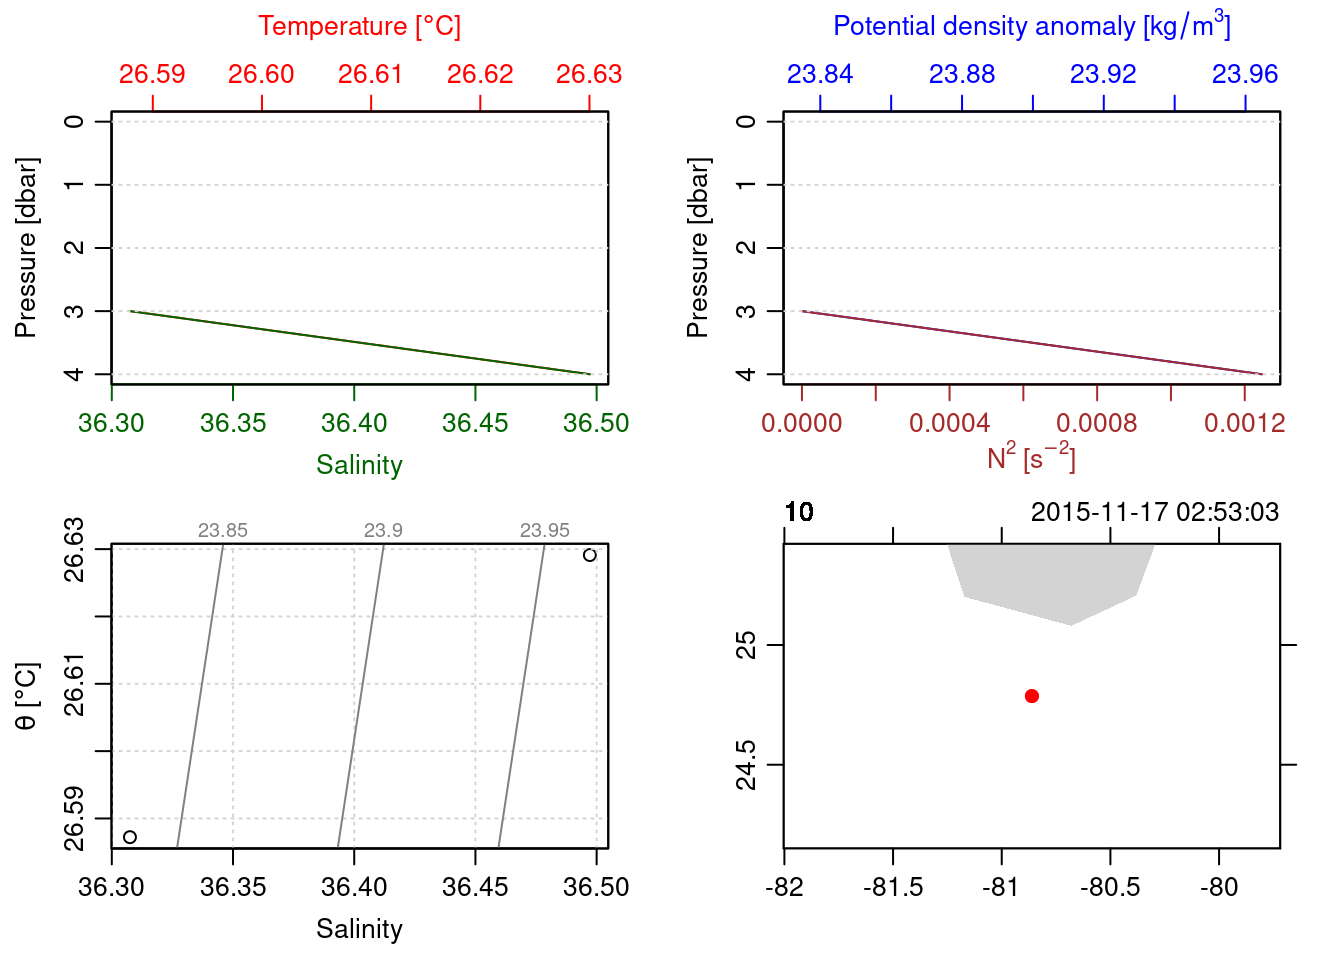 Temperature [°C]
26.59 26.60 26.61 26.62 26.63
0
1
2
3
4
Pressure [dbar]
36.30 36.35 36.40 36.45 36.50
Salinity
Potential density anomaly [kg/m³]
23.84 23.88 23.92 23.96
0
1
2
3
4
Pressure [dbar]
0.0000 0.0004 0.0008 0.0012
N² [s⁻²]
23.85 23.9 23.95
26.63
26.61
26.59
θ [°C]
36.30 36.35 36.40 36.45 36.50
Salinity
10 2015-11-17 02:53:03
25
24.5
-82 -81.5 -81 -80.5 -80